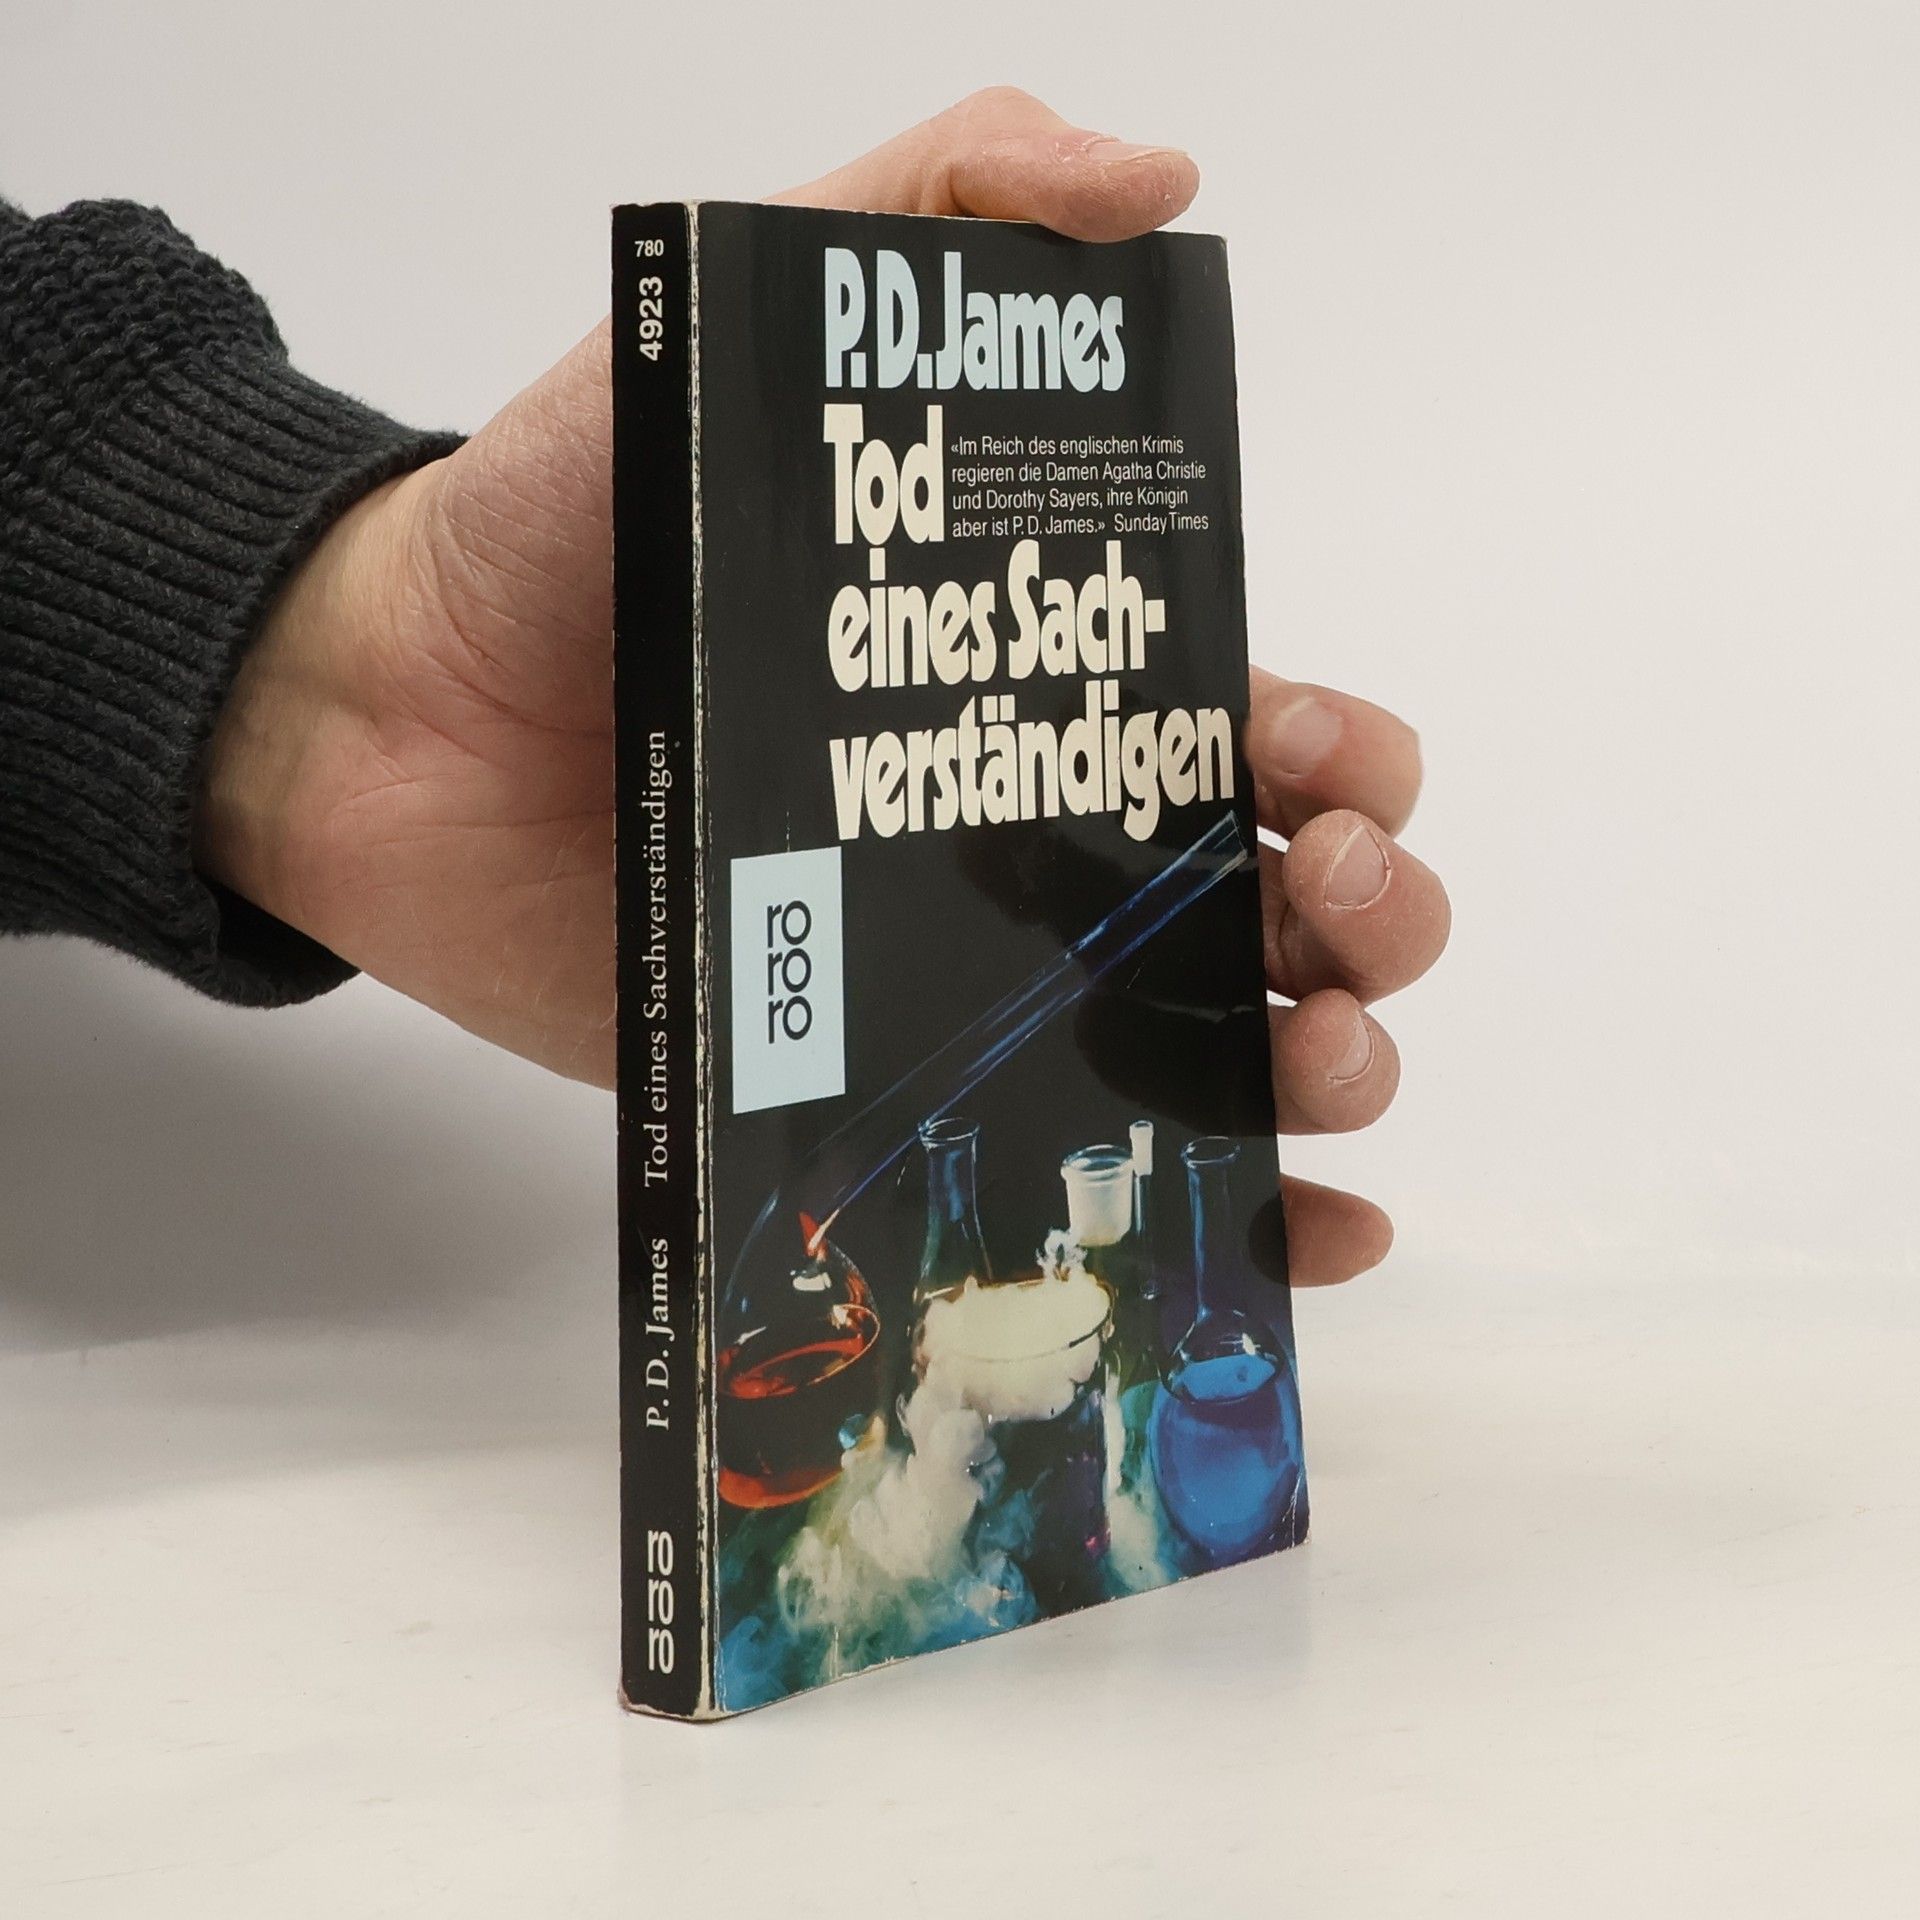 780
4923
Tod eines Sachverständigen
P. D. James
ro
ro
ro
P.D.James
Tod
«Im Reich des englischen Krimis
regieren die Damen Agatha Christie
und Dorothy Sayers, ihre Königin
aber ist P. D. James.» Sunday Times
eines Sach-
verständigen
ro
ro
ro